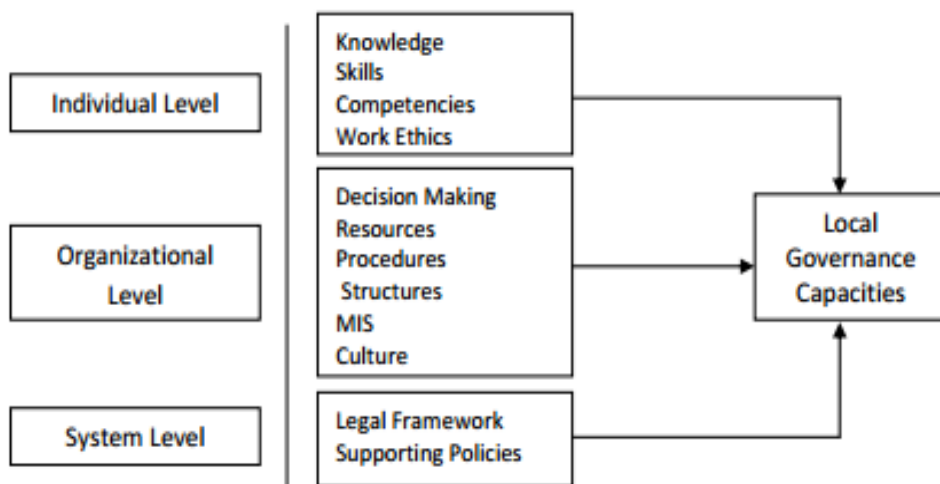 Individual Level
Knowledge
Skills
Competencies
Work Ethics
Organizational
Level
Decision Making
Resources
Procedures
Structures
MIS
Culture
System Level
Legal Framework
Supporting Policies
Local
Governance
Capacities